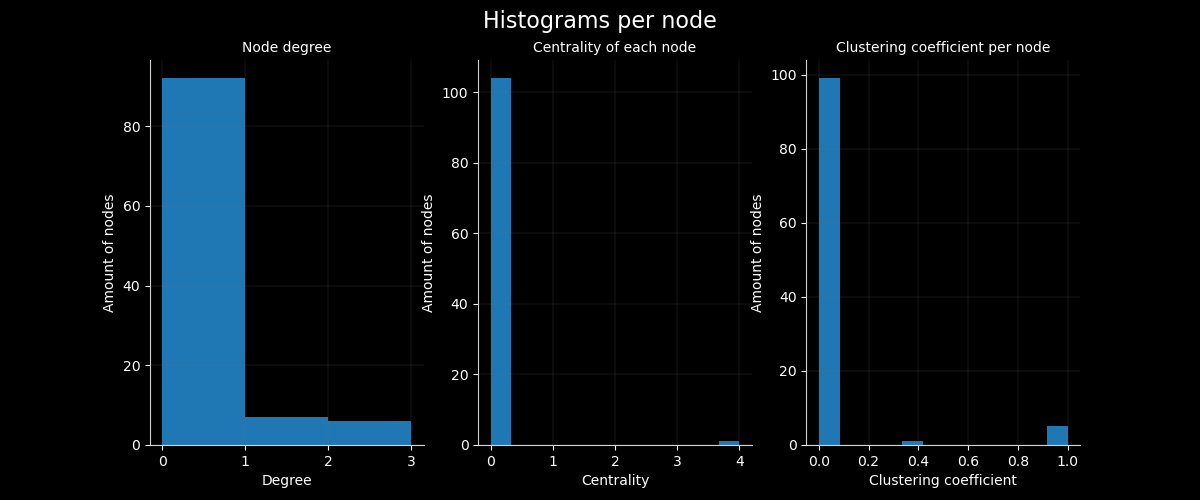 Histograms per node
Node degree
Centrality of each node
Clustering coefficient per node
Amount of nodes
80
60
40
20
0
0 1 2 3
Degree
Amount of nodes
100
80
60
40
20
0
0 1 2 3 4
Centrality
Amount of nodes
100
80
60
40
20
0
0.0 0.2 0.4 0.6 0.8 1.0
Clustering coefficient